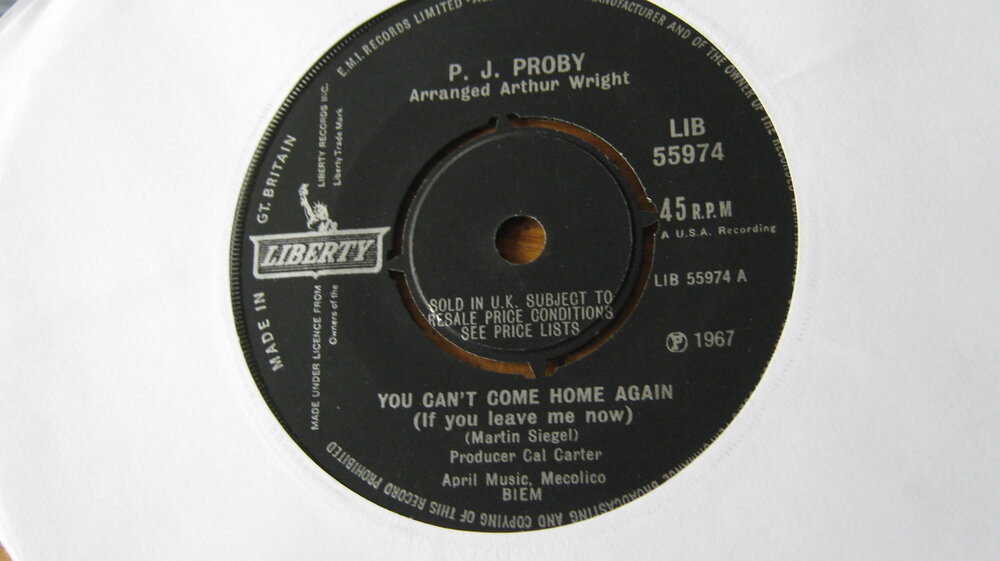 E.M.I. RECORDS LIMITED
MANUFACTURER AND OF THE OWNER OF THE RECORDED
P. J. PROBY
Arranged Arthur Wright
LIB
55974
45 R.P.M
A U.S.A. Recording
LIB 55974 A
℗ 1967
MADE IN GT. BRITAIN
LIBERTY RECORDS INC.
Liberty Trade Mark
LIBERTY
MADE UNDER LICENCE FROM
Owners of the
SOLD IN U.K. SUBJECT TO
RESALE PRICE CONDITIONS
SEE PRICE LISTS
YOU CAN'T COME HOME AGAIN
(If you leave me now)
(Martin Siegel)
Producer Cal Carter
April Music, Mecolico
BIEM
BROADCASTING AND COPYING OF THIS RECORD PROHIBITED